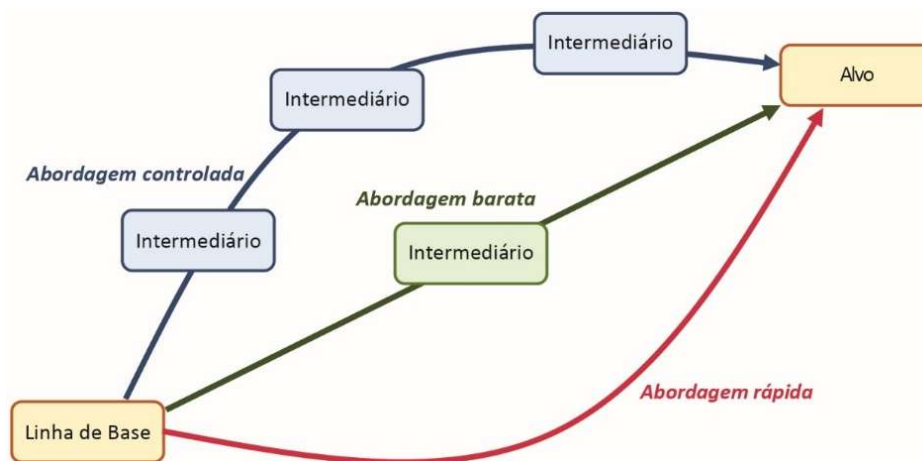 Intermediário
Alvo
Intermediário
Abordagem controlada
Abordagem barata
Intermediário
Intermediário
Abordagem rápida
Linha de Base